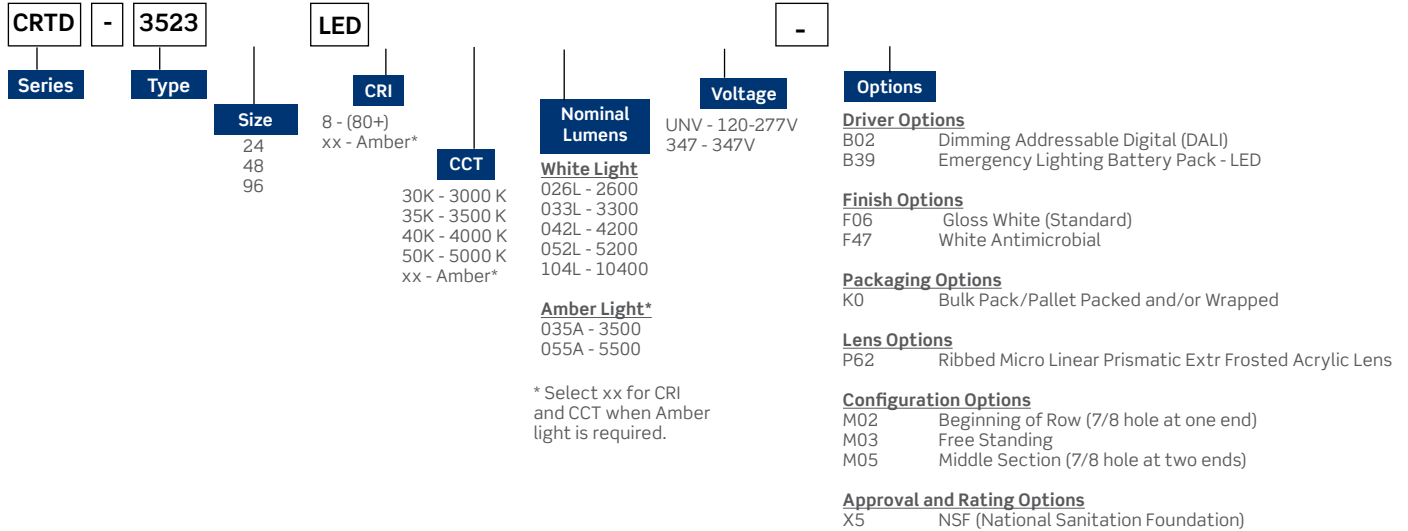 CRTD - 3523 LED -
Series
Type
Size
24
48
96
CRI
8 - (80+)
xx - Amber*
CCT
30K - 3000 K
35K - 3500 K
40K - 4000 K
50K - 5000 K
xx - Amber*
Nominal
Lumens
White Light
026L - 2600
033L - 3300
042L - 4200
052L - 5200
104L - 10400
Amber Light*
035A - 3500
055A - 5500
* Select xx for CRI
and CCT when Amber
light is required.
Voltage
UNV - 120-277V
347 - 347V
Options
Driver Options
B02 Dimming Addressable Digital (DALI)
B39 Emergency Lighting Battery Pack - LED
Finish Options
F06 Gloss White (Standard)
F47 White Antimicrobial
Packaging Options
K0 Bulk Pack/Pallet Packed and/or Wrapped
Lens Options
P62 Ribbed Micro Linear Prismatic Extr Frosted Acrylic Lens
Configuration Options
M02 Beginning of Row (7/8 hole at one end)
M03 Free Standing
M05 Middle Section (7/8 hole at two ends)
Approval and Rating Options
X5 NSF (National Sanitation Foundation)